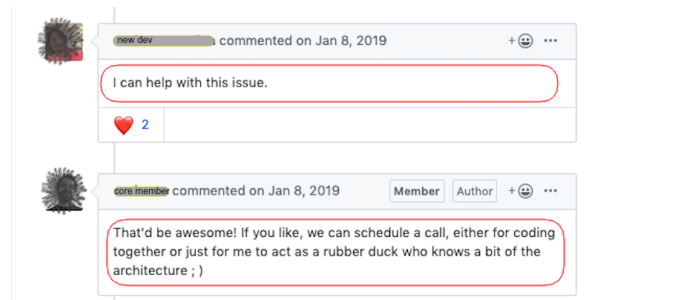 new dev commented on Jan 8, 2019
I can help with this issue.
2
core member commented on Jan 8, 2019 Member Author
That'd be awesome! If you like, we can schedule a call, either for coding
together or just for me to act as a rubber duck who knows a bit of the
architecture ; )